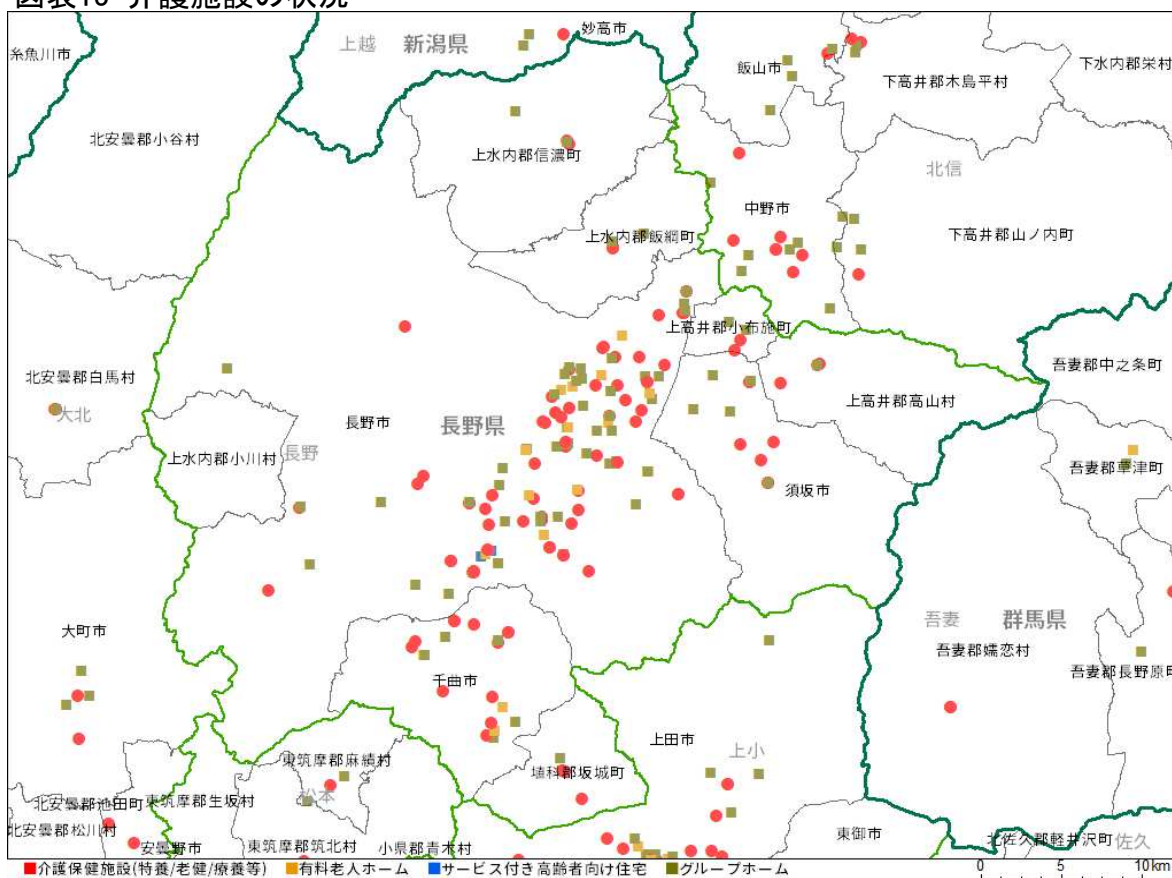 図表10 介護施設の状況
上越 新潟県 妙高市
糸魚川市
飯山市
下水内郡栄村
下高井郡木島平村
北安曇郡小谷村
上水内郡信濃町
北信
中野市
上水内郡飯綱町
下高井郡山ノ内町
上高井郡小布施町
吾妻郡中之条町
北安曇郡白馬村
大北
上高井郡高山村
長野市 長野県
上水内郡小川村 長野
吾妻郡草津町
須坂市
吾妻 群馬県
大町市
吾妻郡嬬恋村
吾妻郡長野原町
千曲市
上田市 上小
東筑摩郡麻績村
埴科郡坂城町
松本
北安曇郡池田町 東筑摩郡生坂村
北安曇郡松川村
東御市
安曇野市 東筑摩郡筑北村 小県郡青木村
北佐久郡軽井沢町 佐久
介護保健施設(特養/老健/療養等) 有料老人ホーム サービス付き高齢者向け住宅 グループホーム
0 5 10km